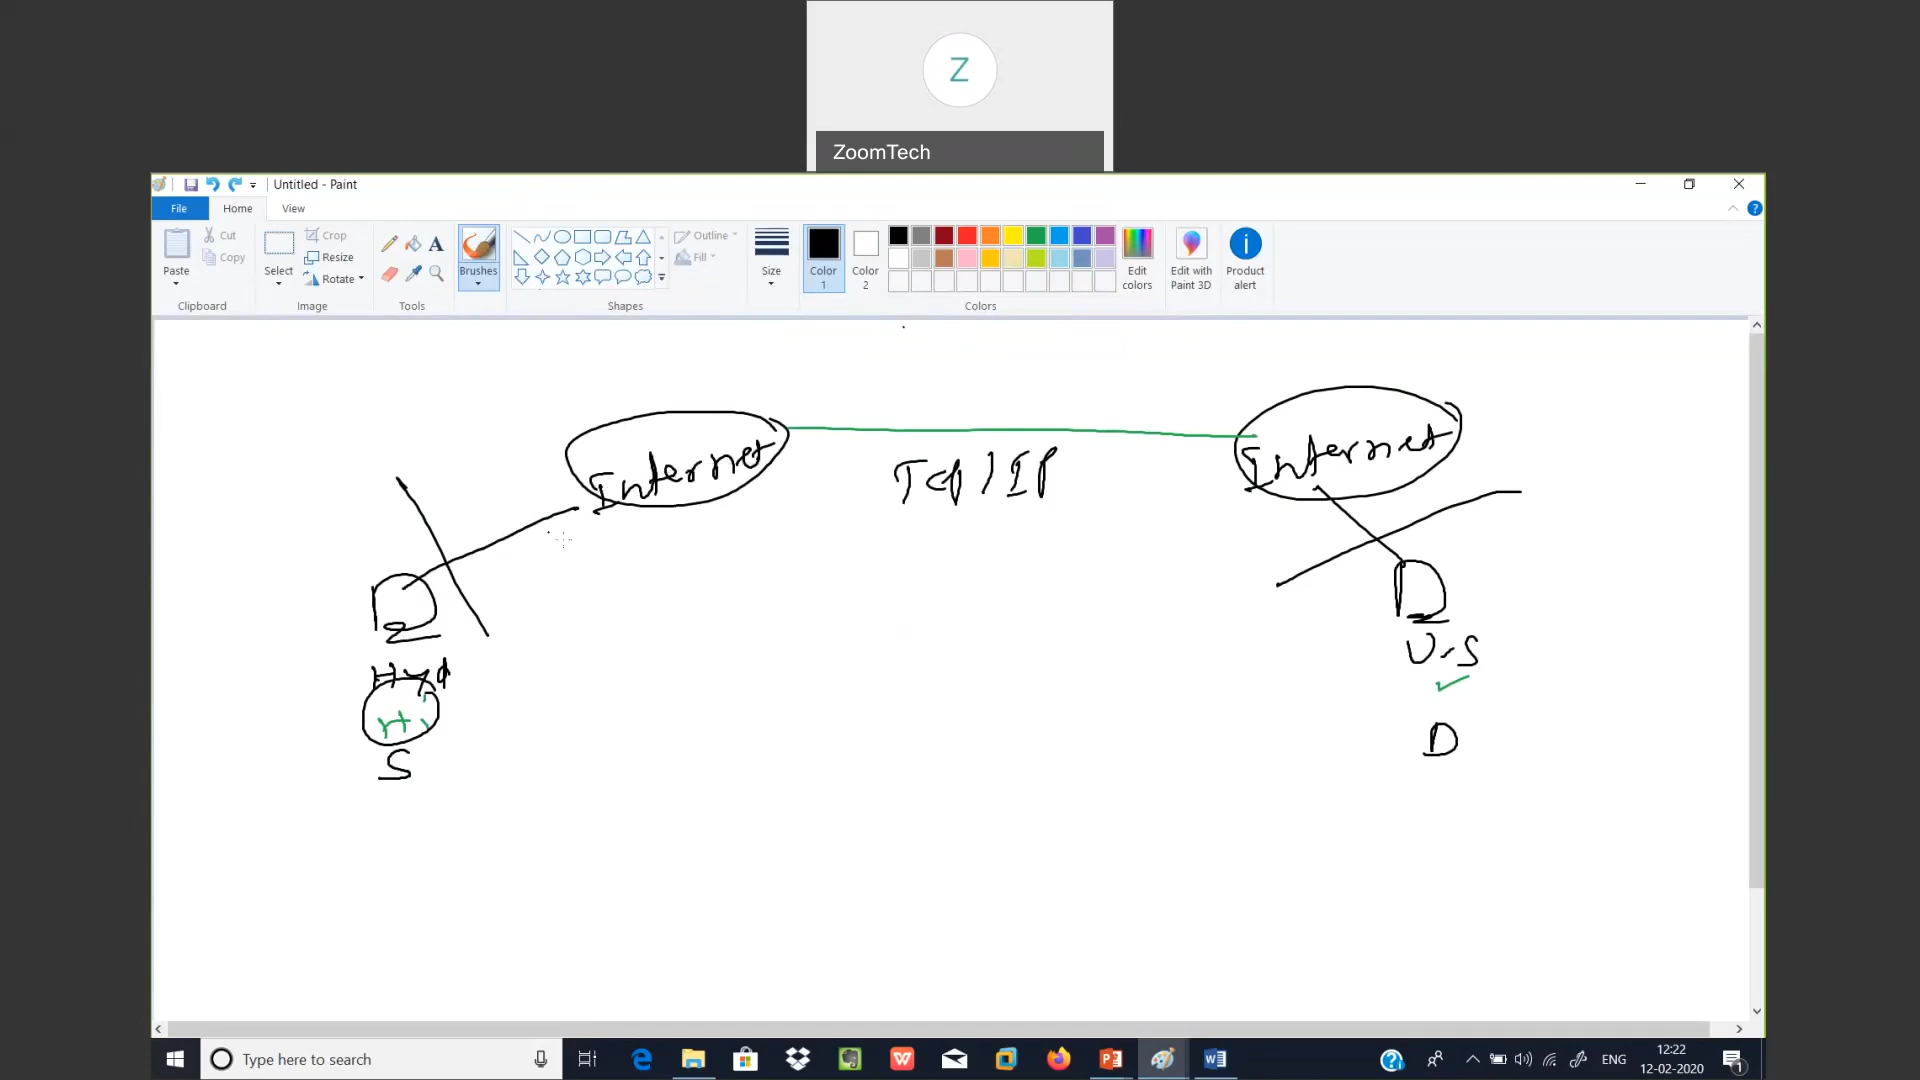 Z
ZoomTech
Untitled - Paint
File Home View
Paste
Cut
Copy
Clipboard
Select
Crop
Resize
Rotate
Image
A
Tools
Brushes
Shapes
Outline
Fill
Size
Color 1
Color 2
Colors
Edit colors
Edit with Paint 3D
Product alert
Internet
Tcp/IP
Internet
Hyd
S
U.S
D
Type here to search
ENG
12:22
12-02-2020
1